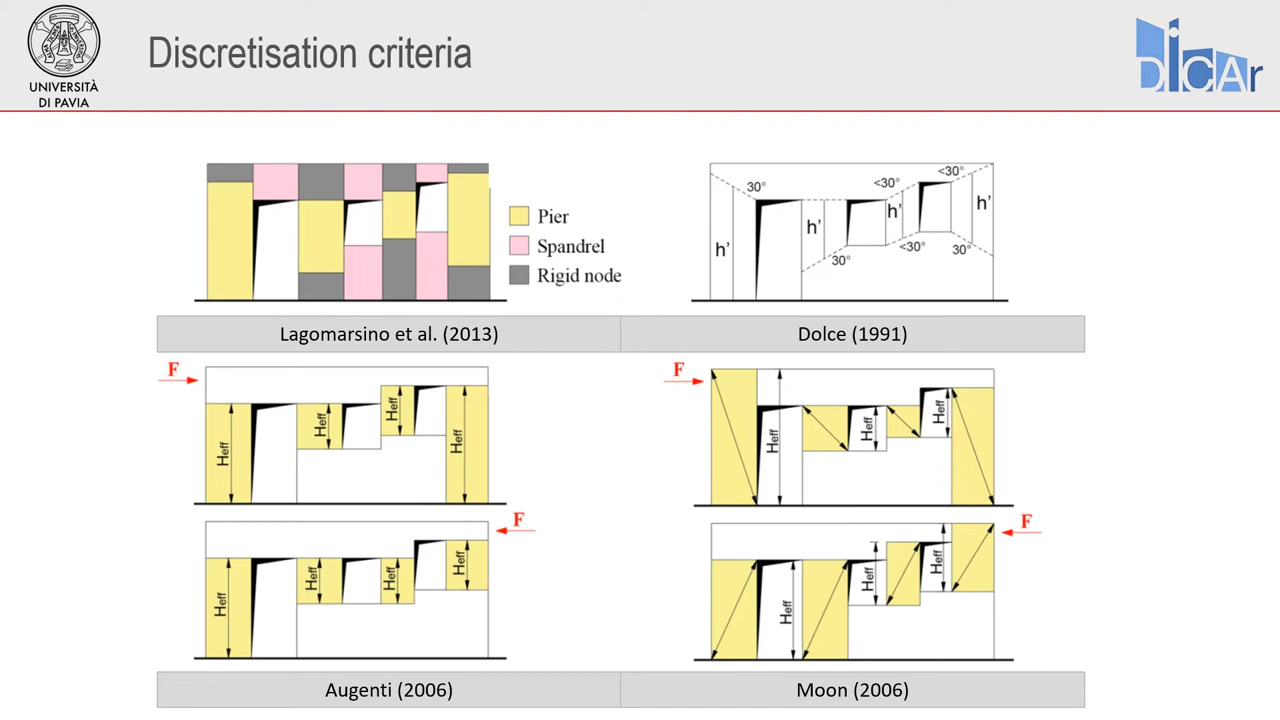 Discretisation criteria
UNIVERSITÀ
DI PAVIA
DICAr
Pier
Spandrel
Rigid node
30°
<30°
<30°
h'
h'
h'
h'
30°
<30°
30°
Lagomarsino et al. (2013)
Dolce (1991)
F
Heff
Heff
Heff
Heff
F
Heff
Heff
Heff
F
Heff
Heff
Heff
Heff
F
Heff
Heff
Heff
Augenti (2006)
Moon (2006)